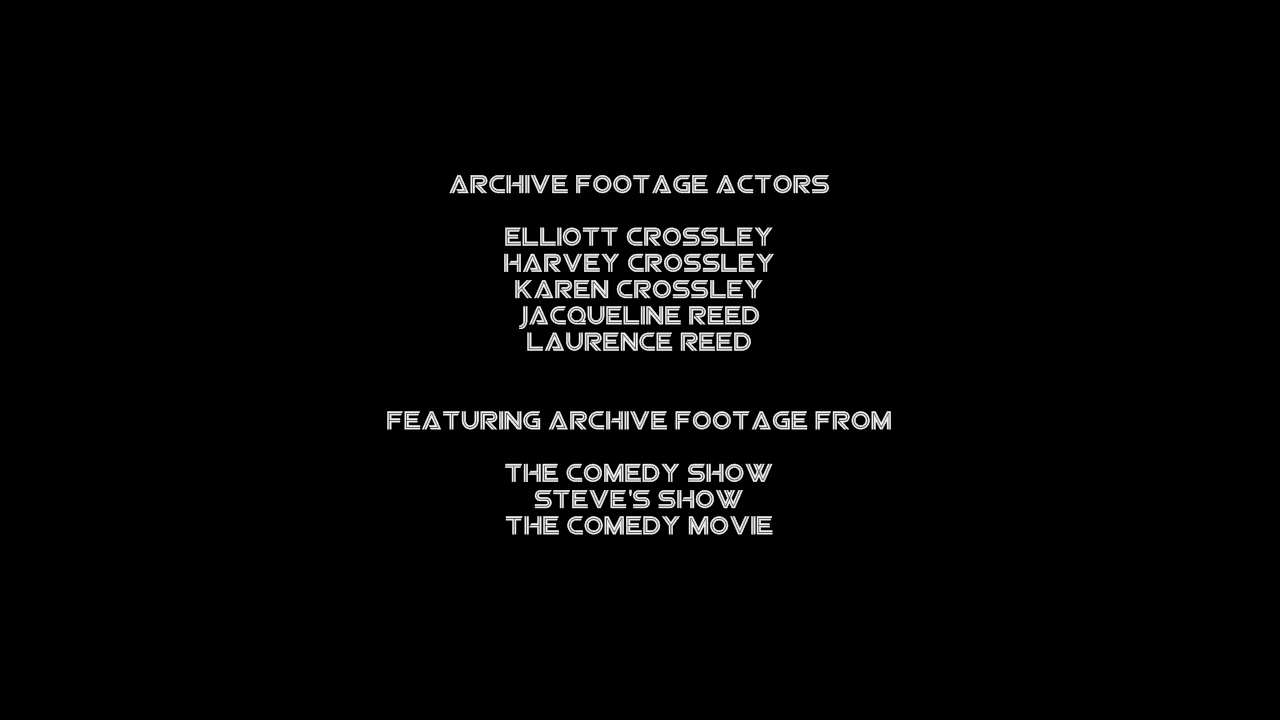 ARCHIVE FOOTAGE ACTORS
ELLIOTT CROSSLEY
HARVEY CROSSLEY
KAREN CROSSLEY
JACQUELINE REED
LAURENCE REED
FEATURING ARCHIVE FOOTAGE FROM
THE COMEDY SHOW
STEVE'S SHOW
THE COMEDY MOVIE